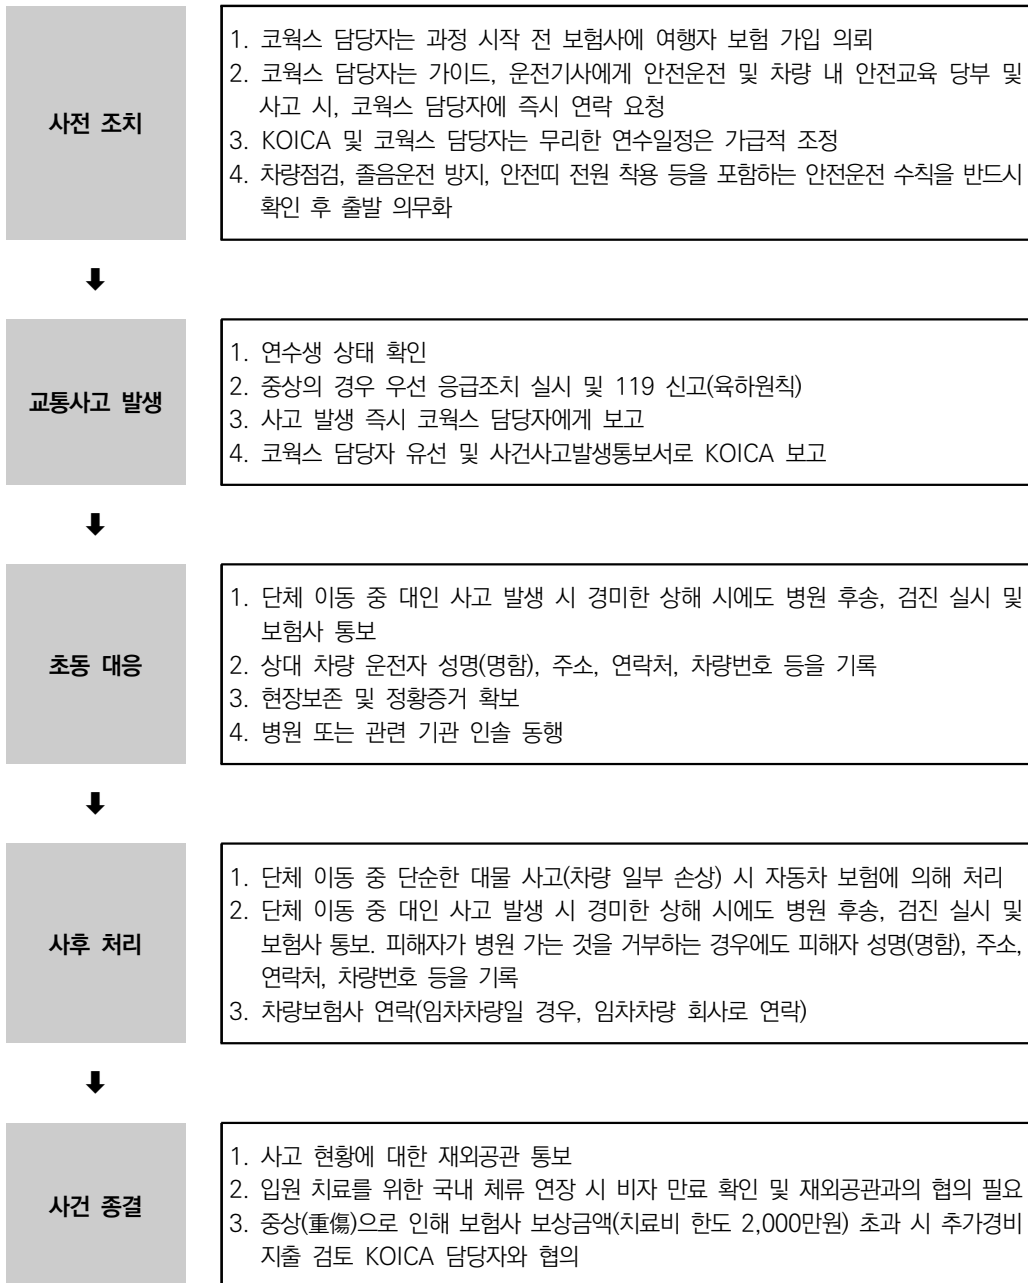 사전 조치
1. 코웍스 담당자는 과정 시작 전 보험사에 여행자 보험 가입 의뢰
2. 코웍스 담당자는 가이드, 운전기사에게 안전운전 및 차량 내 안전교육 당부 및
사고 시, 코웍스 담당자에 즉시 연락 요청
3. KOICA 및 코웍스 담당자는 무리한 연수일정은 가급적 조정
4. 차량점검, 졸음운전 방지, 안전띠 전원 착용 등을 포함하는 안전운전 수칙을 반드시
확인 후 출발 의무화
⬇
교통사고 발생
1. 연수생 상태 확인
2. 중상의 경우 우선 응급조치 실시 및 119 신고(육하원칙)
3. 사고 발생 즉시 코웍스 담당자에게 보고
4. 코웍스 담당자 유선 및 사건사고발생통보서로 KOICA 보고
⬇
초동 대응
1. 단체 이동 중 대인 사고 발생 시 경미한 상해 시에도 병원 후송, 검진 실시 및
보험사 통보
2. 상대 차량 운전자 성명(명함), 주소, 연락처, 차량번호 등을 기록
3. 현장보존 및 정황증거 확보
4. 병원 또는 관련 기관 인솔 동행
⬇
사후 처리
1. 단체 이동 중 단순한 대물 사고(차량 일부 손상) 시 자동차 보험에 의해 처리
2. 단체 이동 중 대인 사고 발생 시 경미한 상해 시에도 병원 후송, 검진 실시 및
보험사 통보. 피해자가 병원 가는 것을 거부하는 경우에도 피해자 성명(명함), 주소,
연락처, 차량번호 등을 기록
3. 차량보험사 연락(임차차량일 경우, 임차차량 회사로 연락)
⬇
사건 종결
1. 사고 현황에 대한 재외공관 통보
2. 입원 치료를 위한 국내 체류 연장 시 비자 만료 확인 및 재외공관과의 협의 필요
3. 중상(重傷)으로 인해 보험사 보상금액(치료비 한도 2,000만원) 초과 시 추가경비
지출 검토 KOICA 담당자와 협의